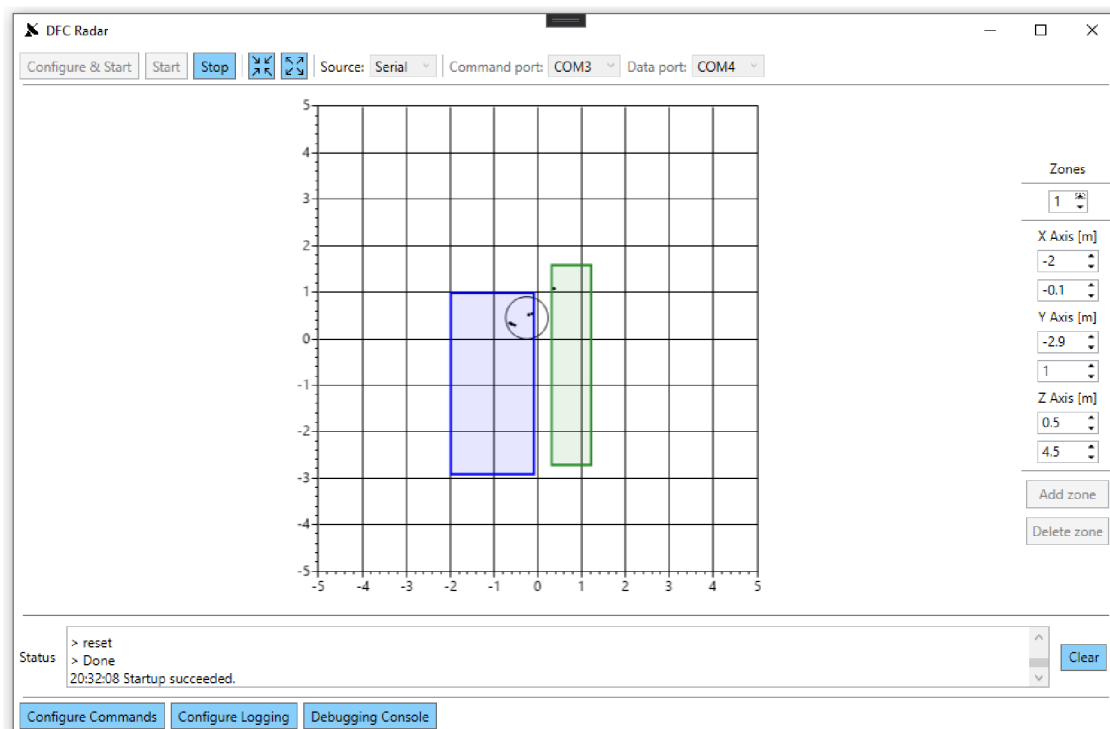 DFC Radar
Configure & Start Start Stop Source: Serial Command port: COM3 Data port: COM4
5
4
3
2
1
0
-1
-2
-3
-4
-5
-5 -4 -3 -2 -1 0 1 2 3 4 5
Zones
1
X Axis [m]
-2
-0.1
Y Axis [m]
-2.9
1
Z Axis [m]
0.5
4.5
Add zone
Delete zone
Status
> reset
> Done
20:32:08 Startup succeeded.
Clear
Configure Commands Configure Logging Debugging Console